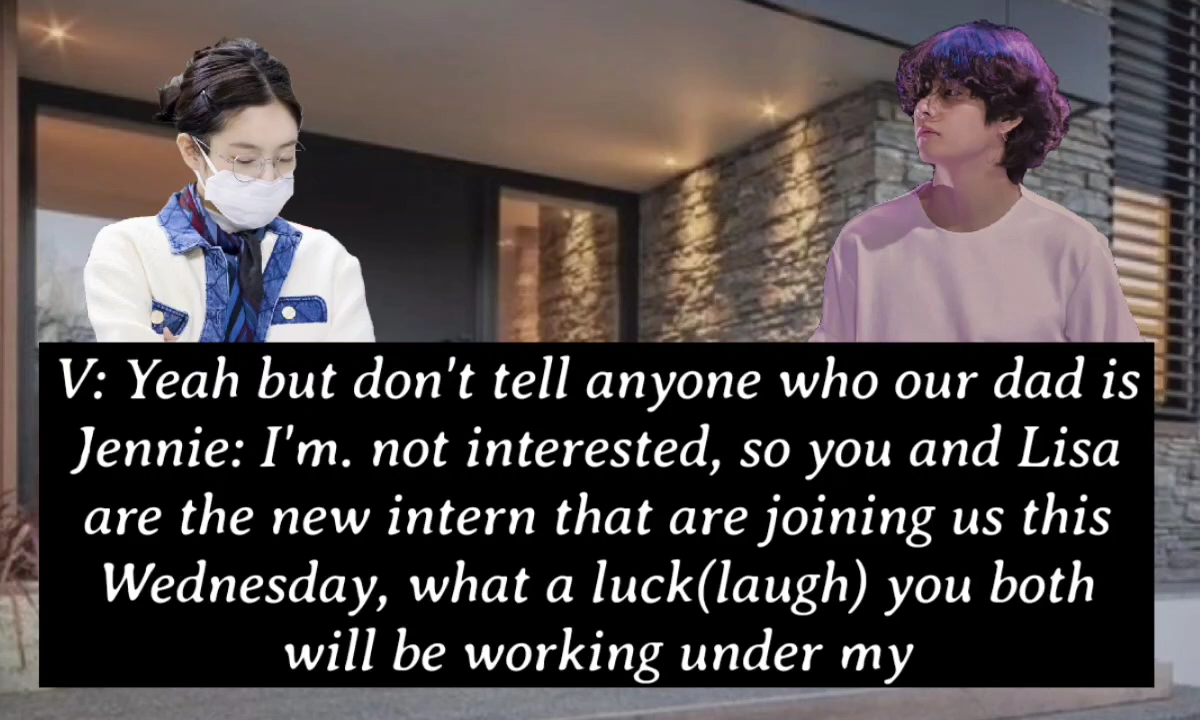 V: Yeah but don't tell anyone who our dad is
Jennie: I'm. not interested, so you and Lisa
are the new intern that are joining us this
Wednesday, what a luck(laugh) you both
will be working under my